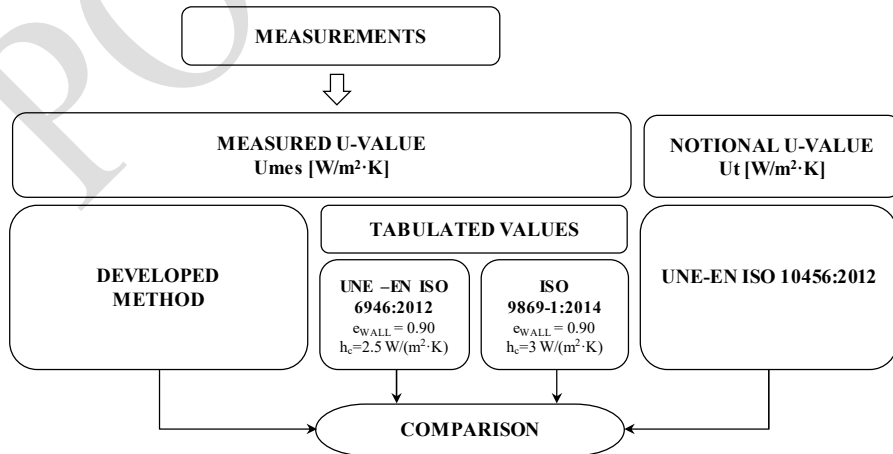 MEASUREMENTS
MEASURED U-VALUE
Umes [W/m²·K]
NOTIONAL U-VALUE
Ut [W/m²·K]
DEVELOPED
METHOD
TABULATED VALUES
UNE –EN ISO
6946:2012
eWALL = 0.90
hc=2.5 W/(m²·K)
ISO
9869-1:2014
eWALL = 0.90
hc=3 W/(m²·K)
UNE-EN ISO 10456:2012
COMPARISON